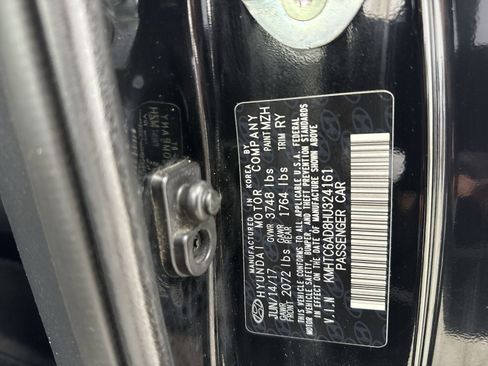 MANUFACTURED IN KOREA BY
HYUNDAI MOTOR COMPANY
JUN/14/17 GVWR 3748 lbs PAINT MZH
GAWR FRONT 2072 lbs GAWR REAR 1764 lbs TRIM RY
THIS VEHICLE CONFORMS TO ALL APPLICABLE U.S.A. FEDERAL
MOTOR VEHICLE SAFETY, BUMPER, AND THEFT PREVENTION STANDARDS
IN EFFECT ON THE DATE OF MANUFACTURE SHOWN ABOVE
V.I.N KMHTC6AD8HU324161
PASSENGER CAR